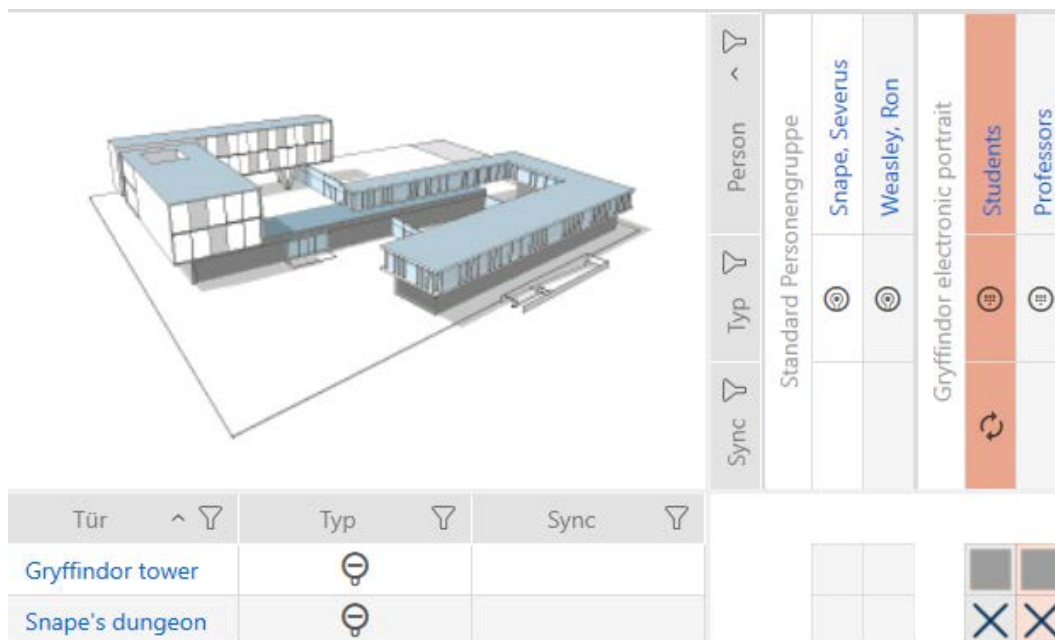 Person
Typ
Sync
Standard Personengruppe
Snape, Severus
Weasley, Ron
Gryffindor electronic portrait
Students
Professors
Tür Typ Sync
Gryffindor tower
Snape's dungeon